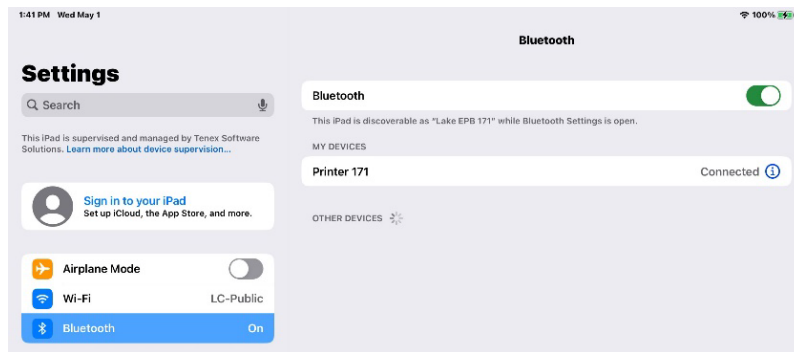 1:41 PM Wed May 1
100%
Bluetooth
Settings
Search
This iPad is supervised and managed by Tenex Software
Solutions. Learn more about device supervision...
Sign in to your iPad
Set up iCloud, the App Store, and more.
Airplane Mode
Wi-Fi LC-Public
Bluetooth On
Bluetooth
This iPad is discoverable as "Lake EPB 171" while Bluetooth Settings is open.
MY DEVICES
Printer 171 Connected
OTHER DEVICES